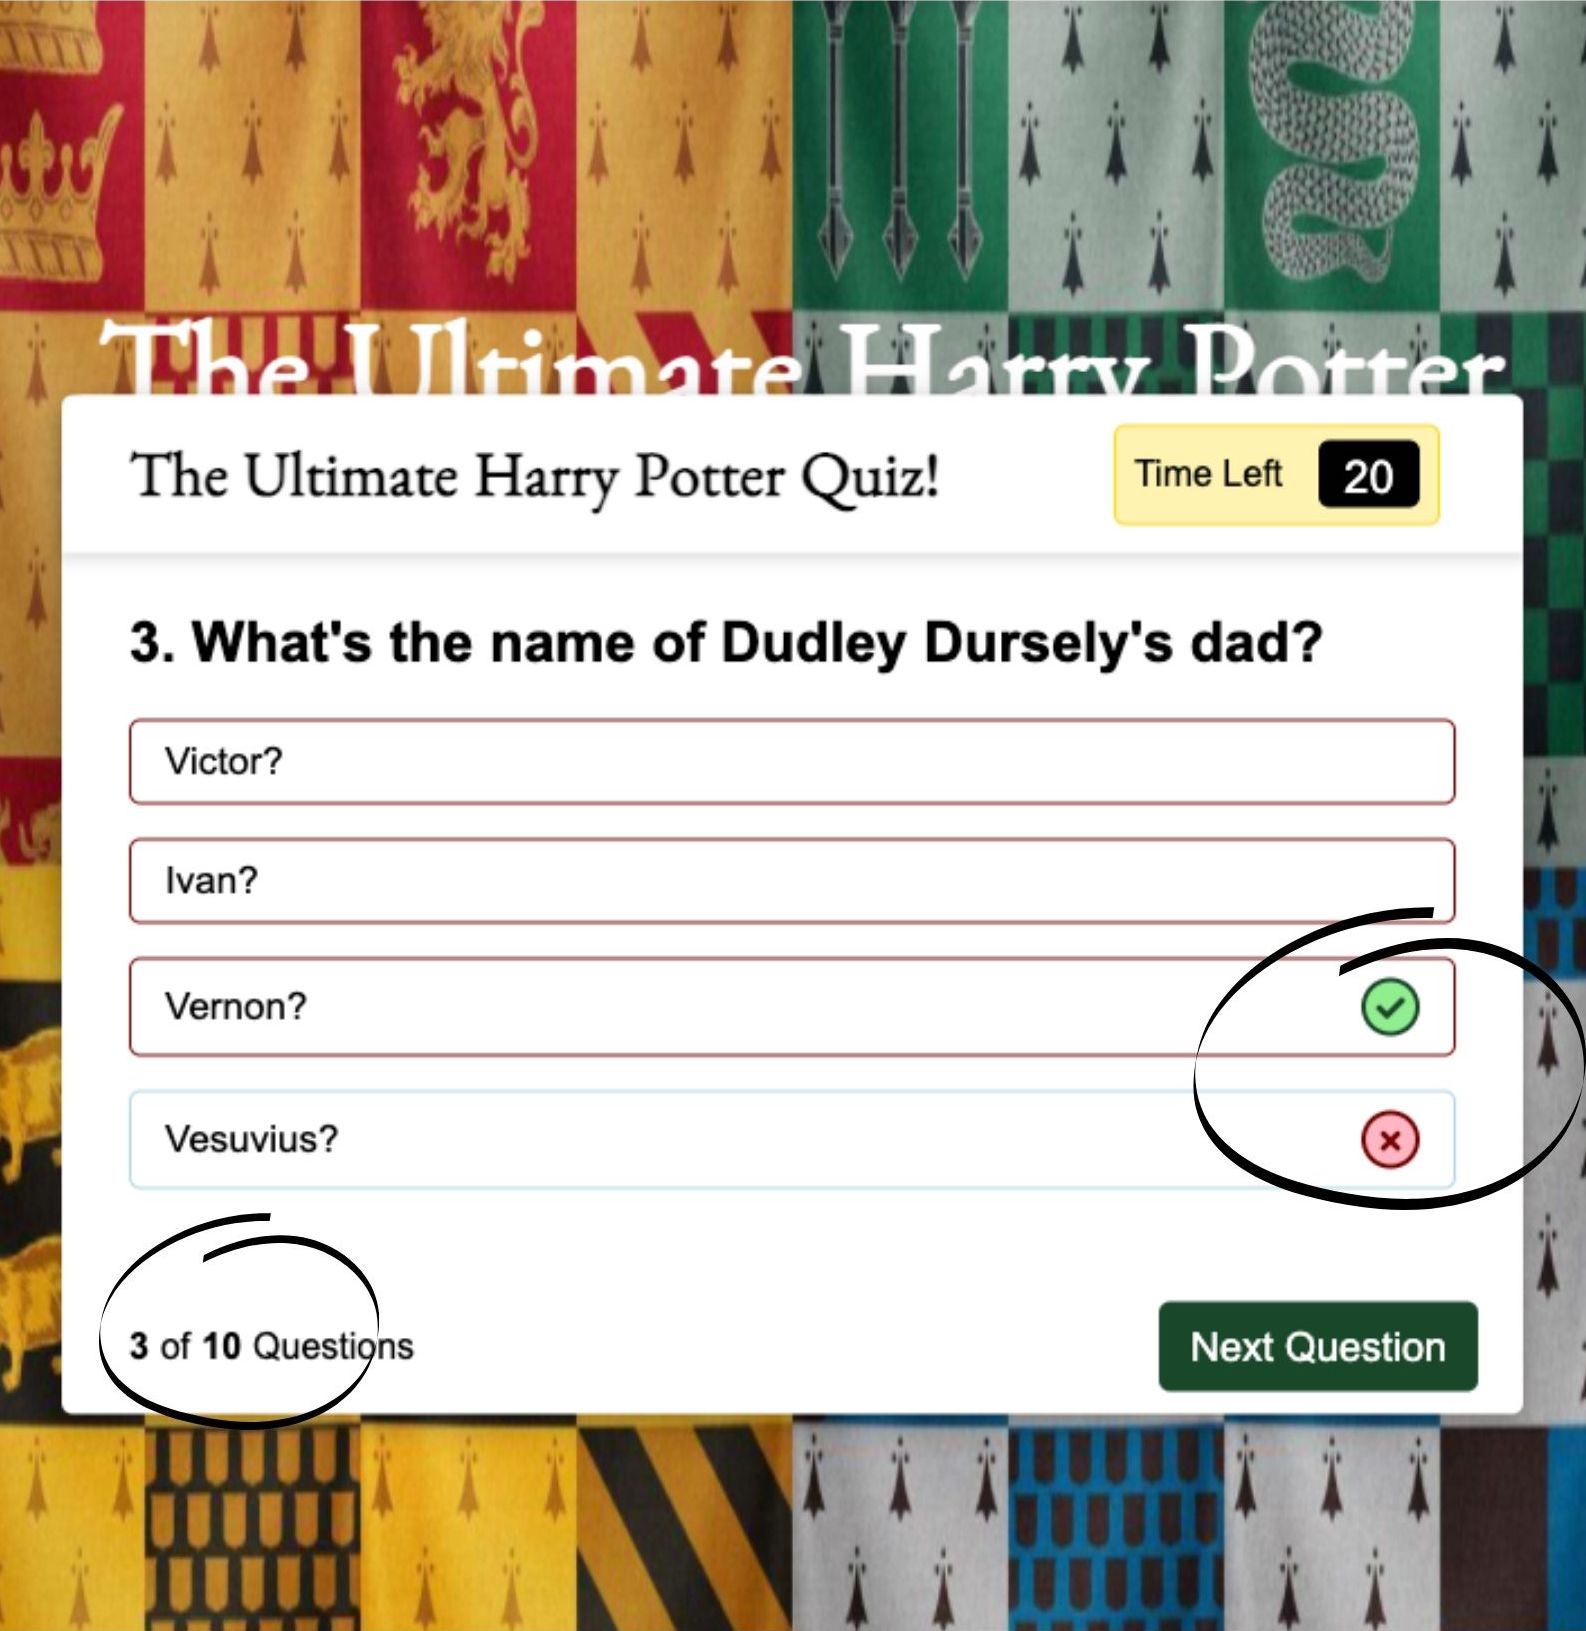 The Ultimate Harry Potter
The Ultimate Harry Potter Quiz!
Time Left 20
3. What's the name of Dudley Dursely's dad?
Victor?
Ivan?
Vernon?
Vesuvius?
3 of 10 Questions
Next Question